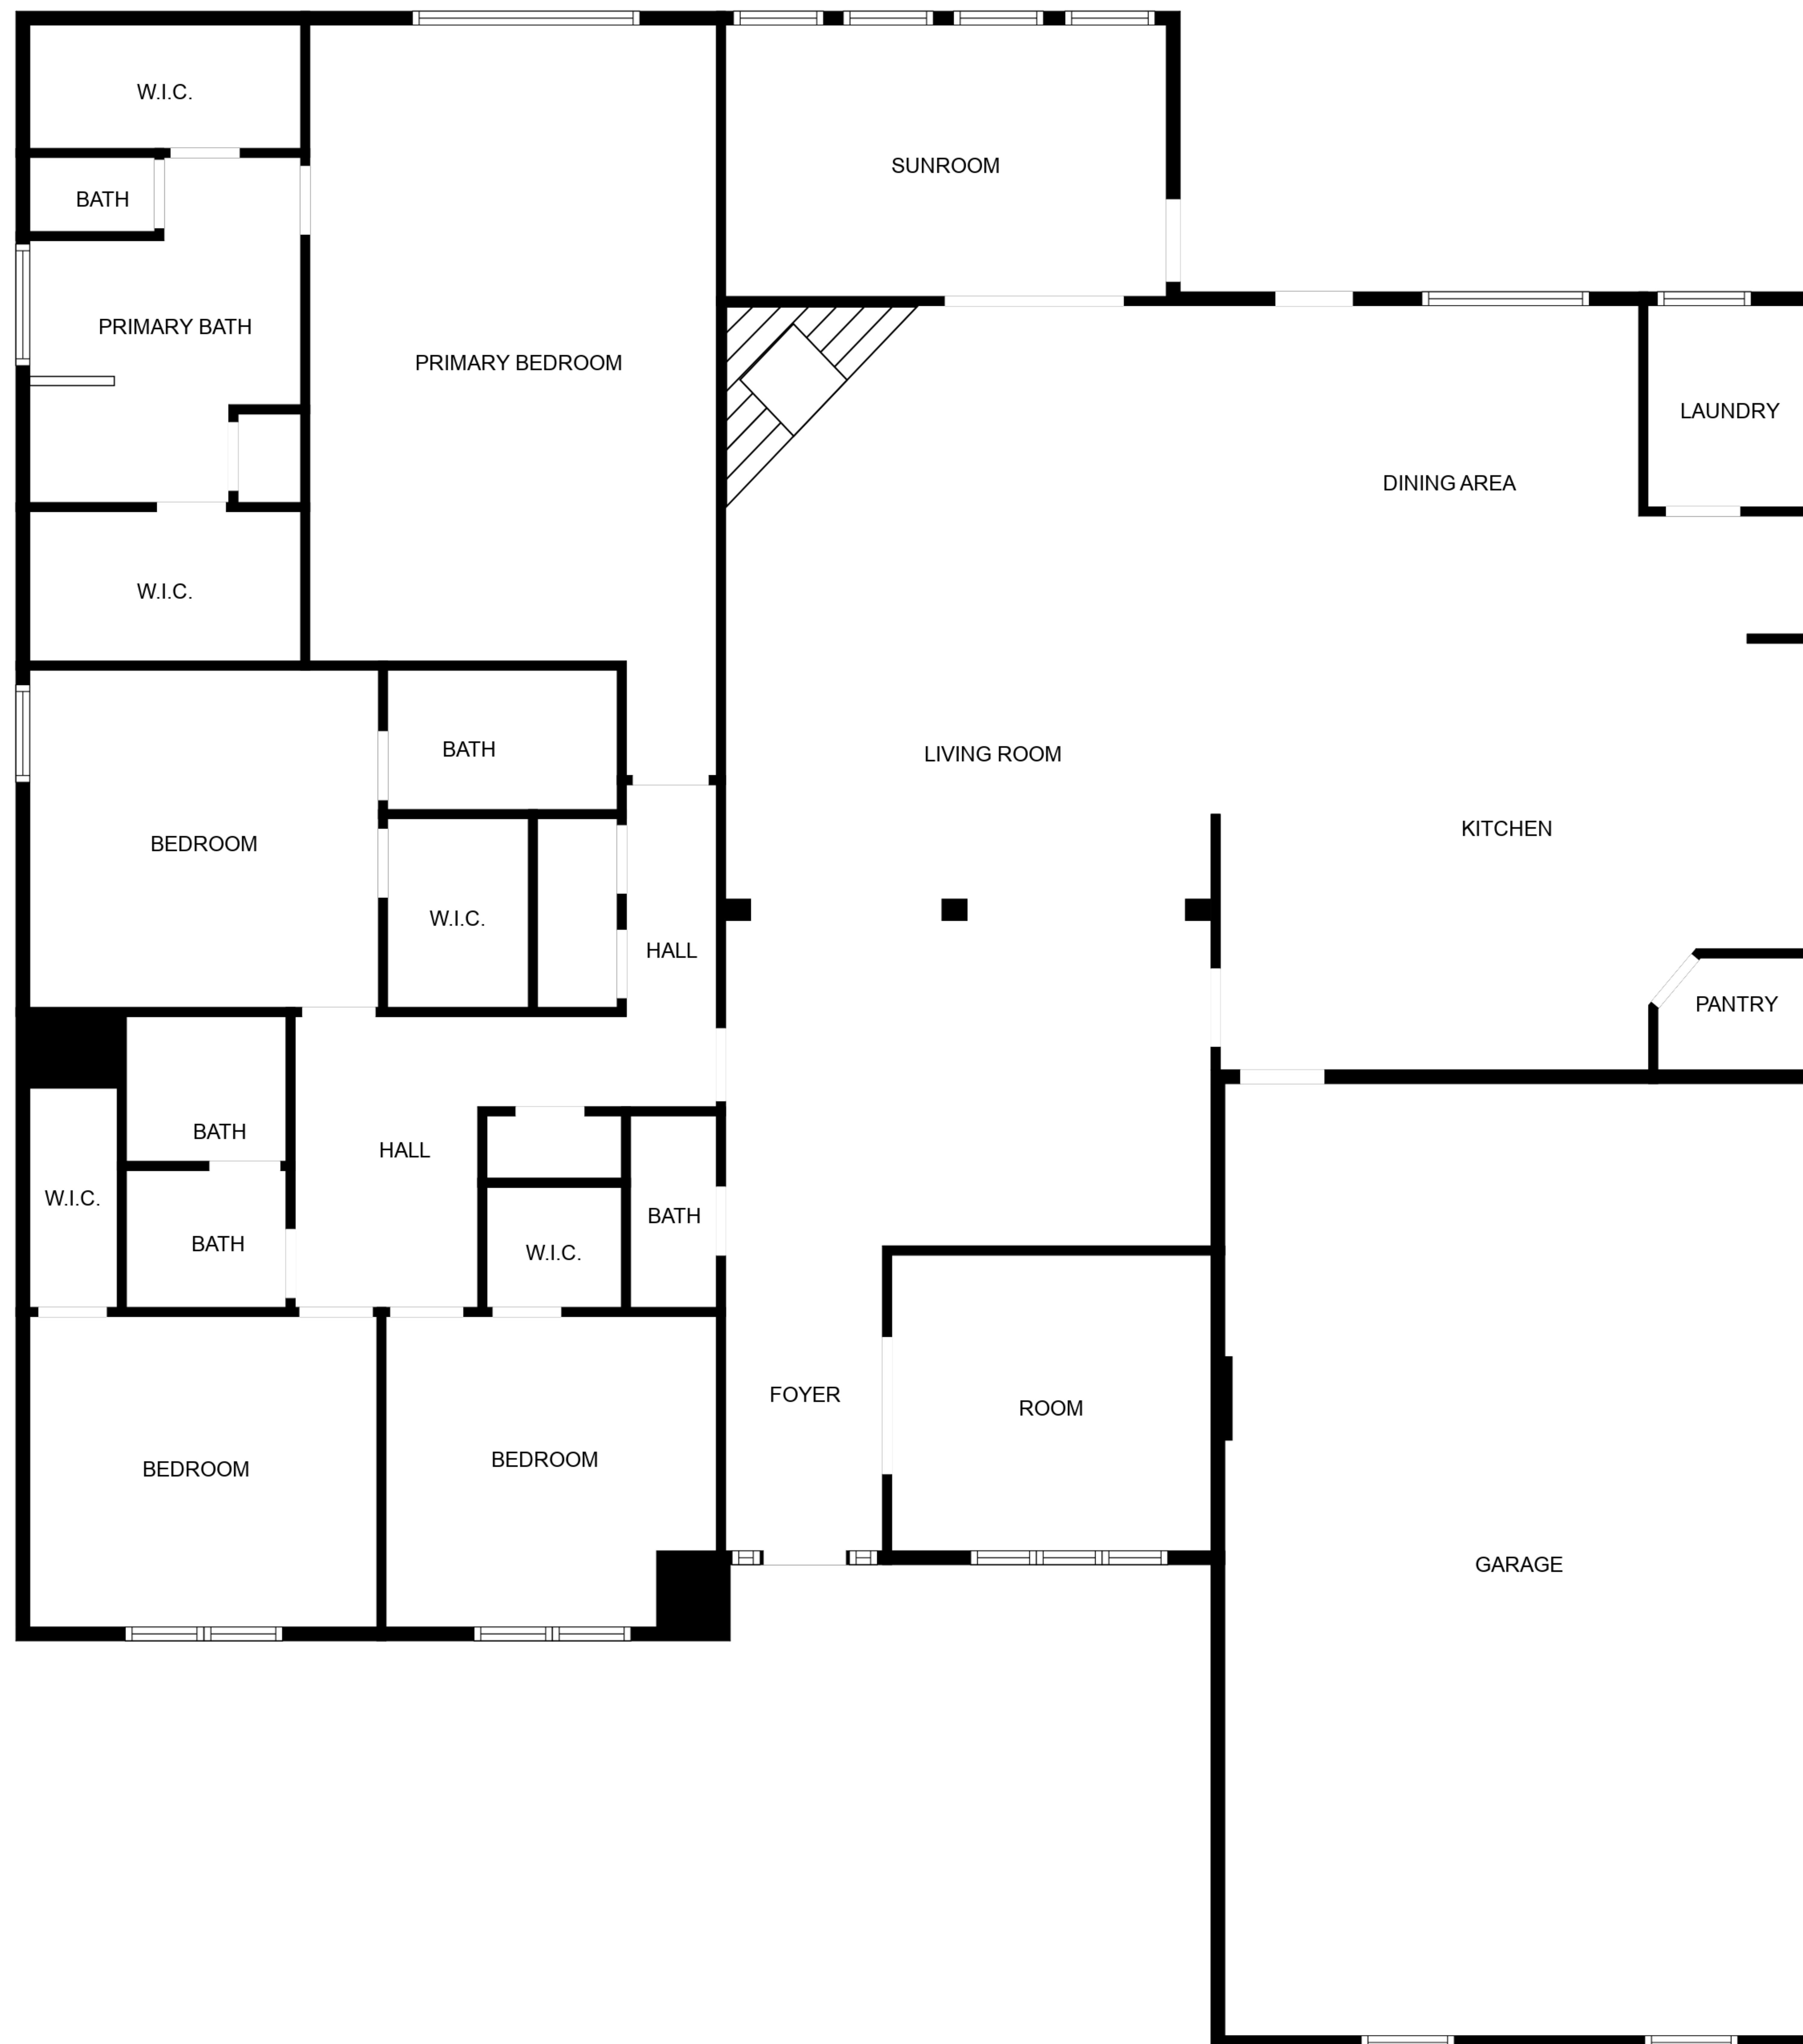 W.I.C.
SUNROOM
BATH
PRIMARY BATH
PRIMARY BEDROOM
LAUNDRY
DINING AREA
W.I.C.
BATH
LIVING ROOM
KITCHEN
BEDROOM
W.I.C.
HALL
PANTRY
BATH
HALL
W.I.C.
BATH
BATH
W.I.C.
FOYER
ROOM
BEDROOM
BEDROOM
GARAGE